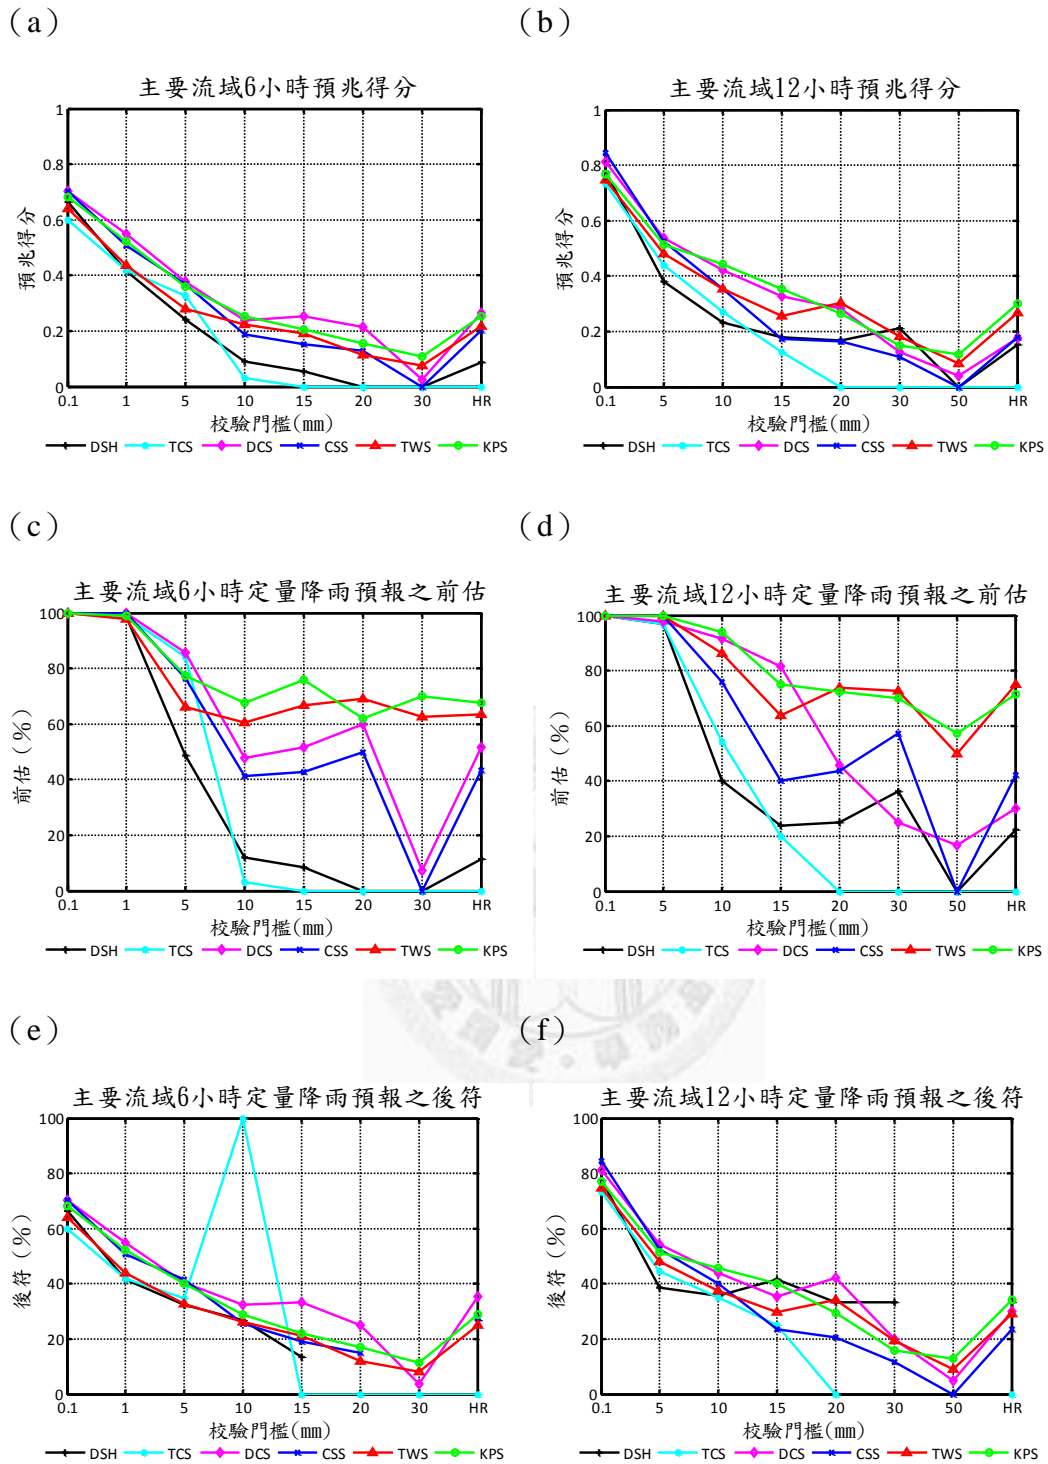 （a）
（b）
主要流域6小時預兆得分
主要流域12小時預兆得分
預兆得分
1
0.8
0.6
0.4
0.2
0
0.1 1 5 10 15 20 30 HR
校驗門檻(mm)
DSH TCS DCS CSS TWS KPS
預兆得分
1
0.8
0.6
0.4
0.2
0
0.1 5 10 15 20 30 50 HR
校驗門檻(mm)
DSH TCS DCS CSS TWS KPS
（c）
（d）
主要流域6小時定量降雨預報之前估
主要流域12小時定量降雨預報之前估
前估(%)
100
80
60
40
20
0
0.1 1 5 10 15 20 30 HR
校驗門檻(mm)
DSH TCS DCS CSS TWS KPS
前估(%)
100
80
60
40
20
0
0.1 5 10 15 20 30 50 HR
校驗門檻(mm)
DSH TCS DCS CSS TWS KPS
（e）
（f）
主要流域6小時定量降雨預報之後符
主要流域12小時定量降雨預報之後符
後符(%)
100
80
60
40
20
0
0.1 1 5 10 15 20 30 HR
校驗門檻(mm)
DSH TCS DCS CSS TWS KPS
後符(%)
100
80
60
40
20
0
0.1 5 10 15 20 30 50 HR
校驗門檻(mm)
DSH TCS DCS CSS TWS KPS